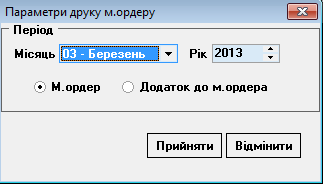 Параметри друку м.ордеру
Період
Місяць 03 - Березень Рік 2013
М.ордер Додаток до м.ордера
Прийняти Відмінити